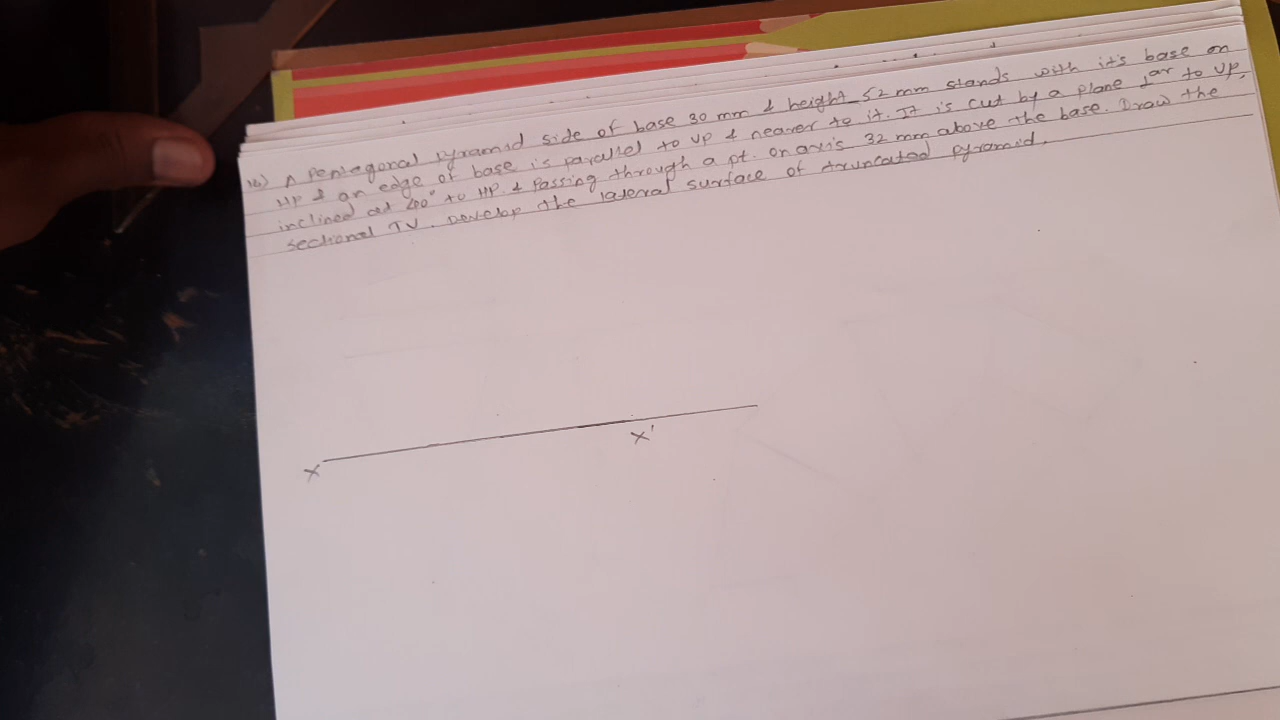 16) A Pentagonal Pyramid side of base 30 mm & height 52 mm stands with it's base on
HP & an edge of base is parallel to VP & nearer to it. It is cut by a plane ⊥ar to VP,
inclined at 40° to HP & Passing through a pt. on axis 32 mm above the base. Draw the
sectional TV. Develop the lateral surface of truncated pyramid.
X
X'